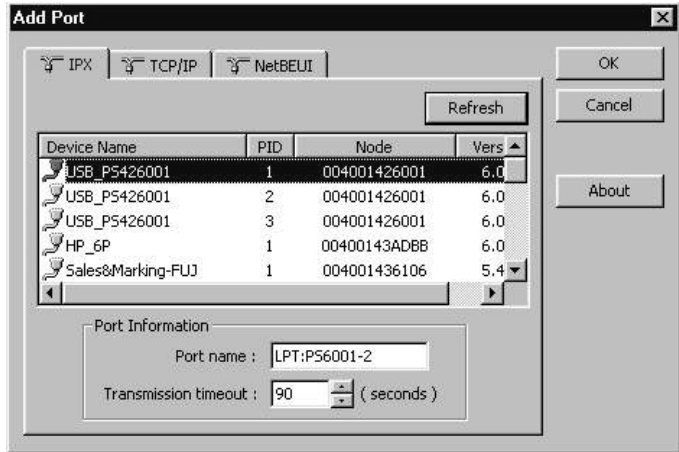 Add Port
IPX TCP/IP NetBEUI OK
Refresh Cancel
Device Name PID Node Vers
USB_PS426001 1 004001426001 6.0
USB_PS426001 2 004001426001 6.0 About
USB_PS426001 3 004001426001 6.0
HP_6P 1 00400143ADBB 6.0
Sales&Marking-FUJ 1 004001436106 5.4
Port Information
Port name : LPT:PS6001-2
Transmission timeout : 90 ( seconds )